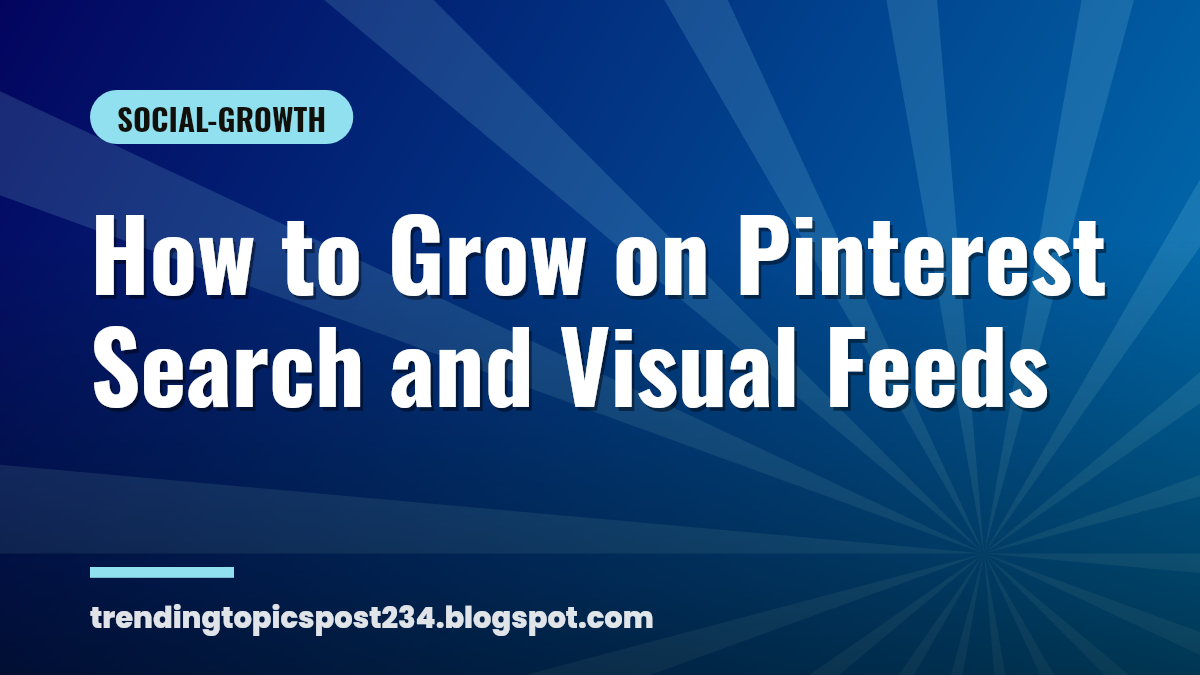 SOCIAL-GROWTH
How to Grow on Pinterest
Search and Visual Feeds
trendingtopicspost234.blogspot.com